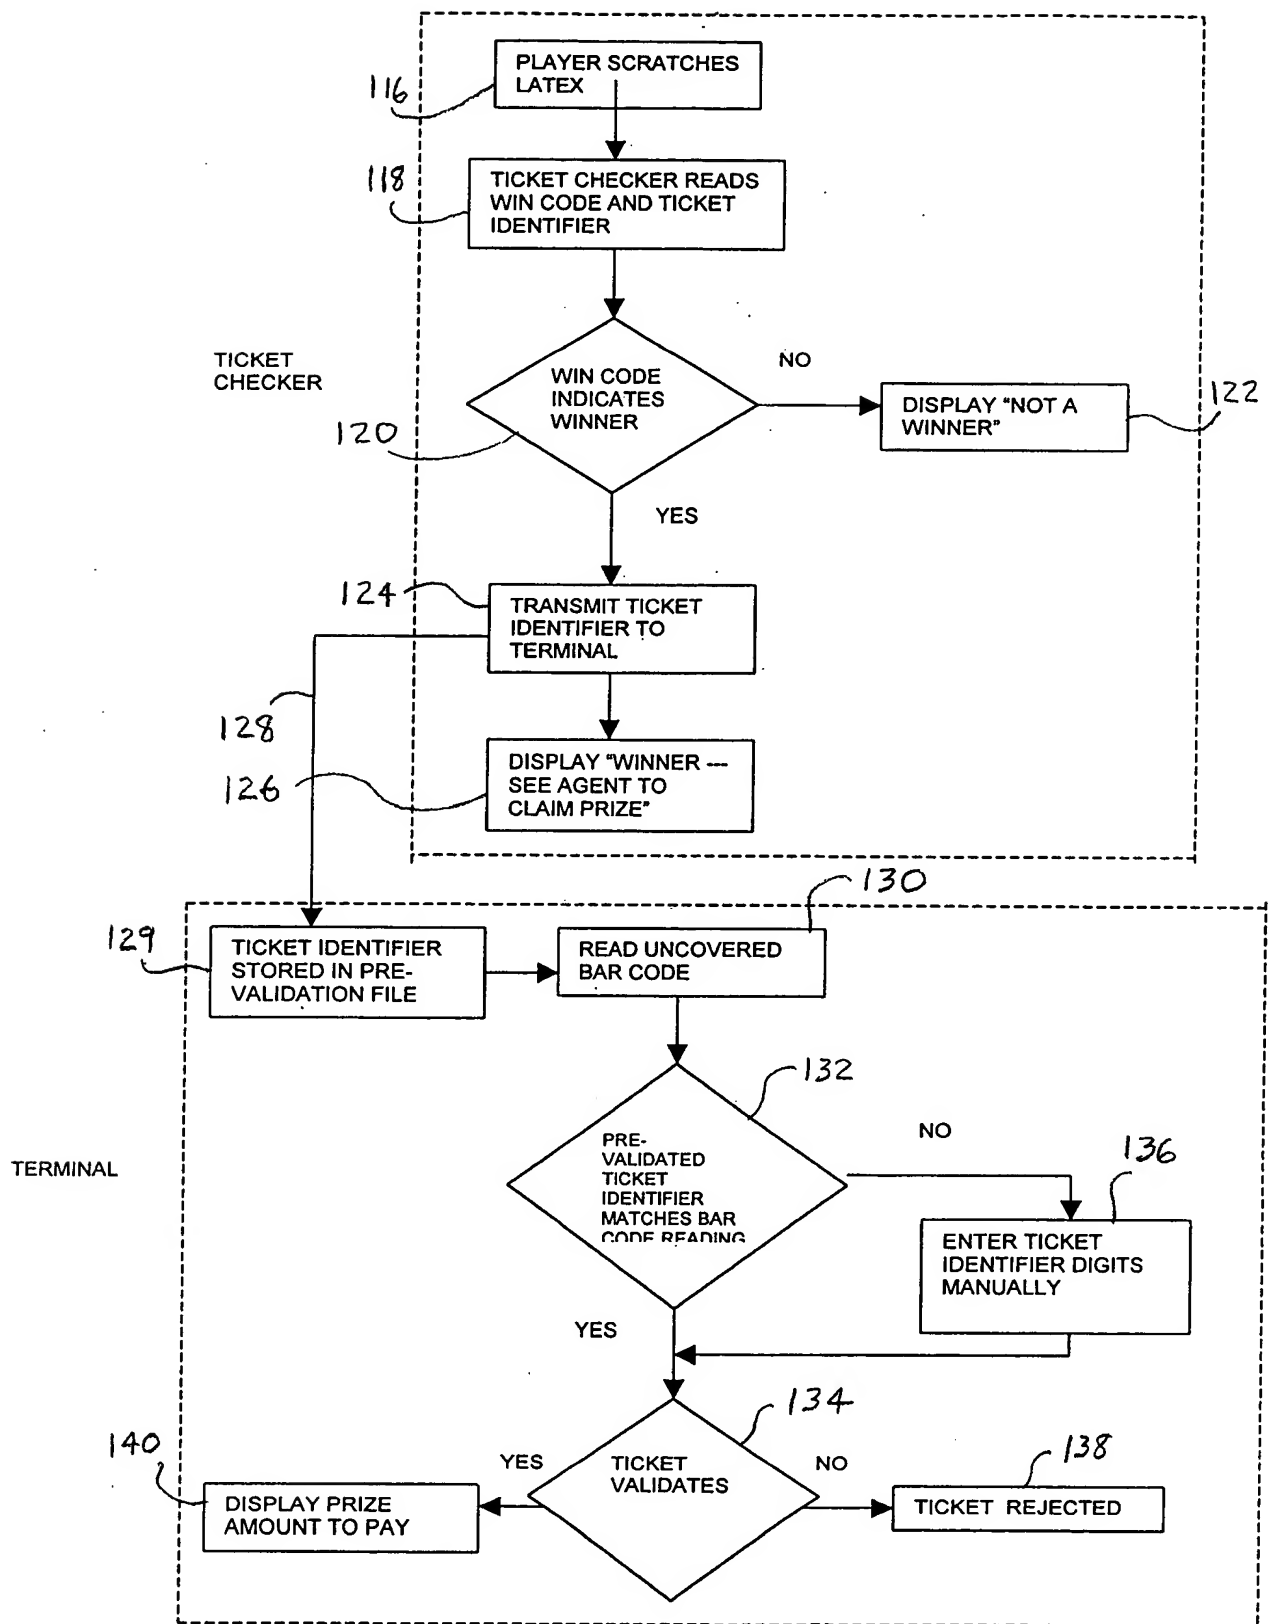 PLAYER SCRATCHES
LATEX
116
118
TICKET CHECKER READS
WIN CODE AND TICKET
IDENTIFIER
TICKET
CHECKER
WIN CODE
INDICATES
WINNER
NO
DISPLAY “NOT A
WINNER”
122
120
YES
124
TRANSMIT TICKET
IDENTIFIER TO
TERMINAL
128
126
DISPLAY “WINNER ---
SEE AGENT TO
CLAIM PRIZE”
130
129
TICKET IDENTIFIER
STORED IN PRE-
VALIDATION FILE
READ UNCOVERED
BAR CODE
132
TERMINAL
PRE-
VALIDATED
TICKET
IDENTIFIER
MATCHES BAR
CODE READING
NO
136
ENTER TICKET
IDENTIFIER DIGITS
MANUALLY
YES
134
140
YES
TICKET
VALIDATES
NO
138
DISPLAY PRIZE
AMOUNT TO PAY
TICKET REJECTED